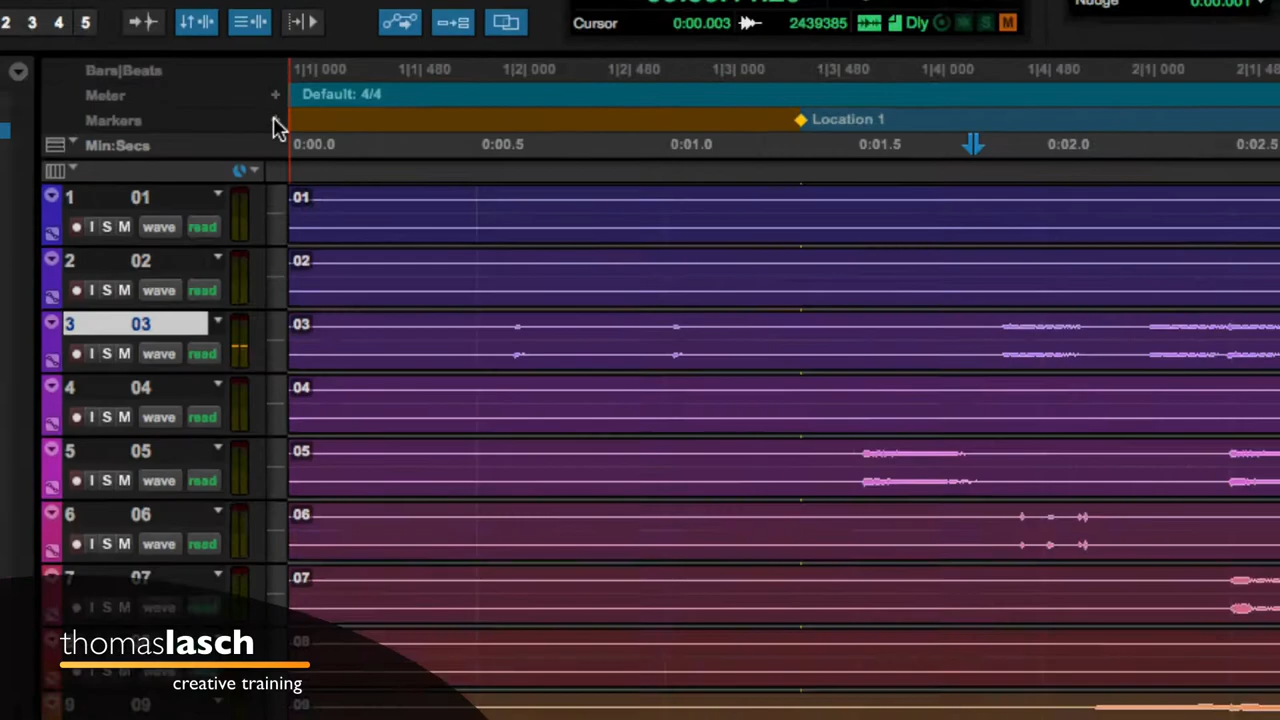 2 3 4 5
Cursor 0:00.003 2439385 Dly S M
Nudge 0:00.001
Bars|Beats 1|1| 000 1|1| 480 1|2| 000 1|2| 480 1|3| 000 1|3| 480 1|4| 000 1|4| 480 2|1| 000 2|1| 48
Meter + Default: 4/4
Markers Location 1
Min:Secs 0:00.0 0:00.5 0:01.0 0:01.5 0:02.0 0:02.5
1 01 01
I S M wave read
2 02 02
I S M wave read
3 03 03
I S M wave read
4 04 04
I S M wave read
5 05 05
I S M wave read
6 06 06
I S M wave read
7 07 07
I S M wave read
08
thomaslasch
creative training
9 09 09